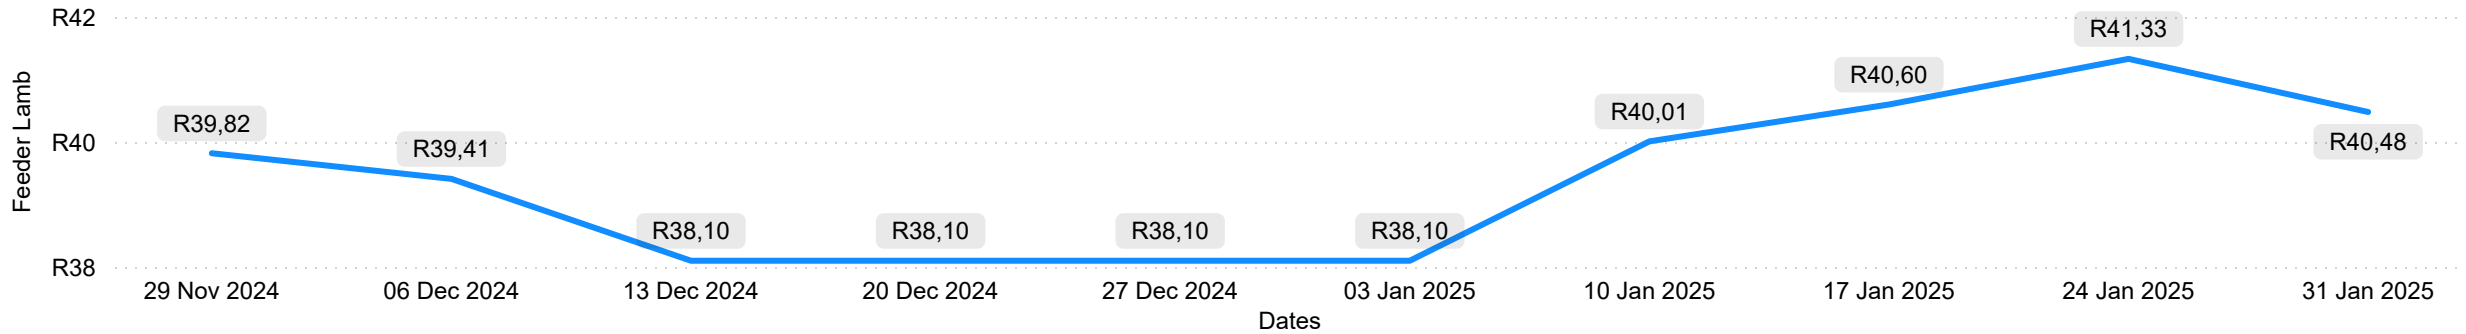 R42
R40
R38
Feeder Lamb
R39,82
R39,41
R38,10
R38,10
R38,10
R38,10
R40,01
R40,60
R41,33
R40,48
29 Nov 2024
06 Dec 2024
13 Dec 2024
20 Dec 2024
27 Dec 2024
03 Jan 2025
10 Jan 2025
17 Jan 2025
24 Jan 2025
31 Jan 2025
Dates